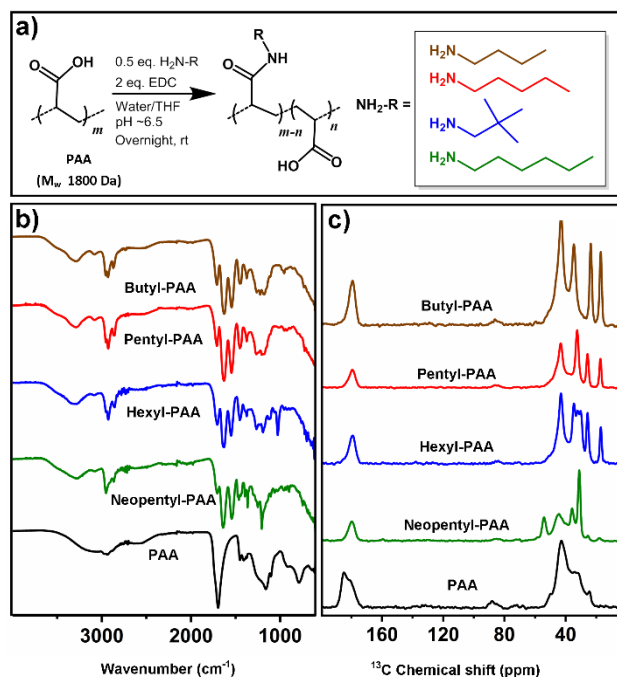 a)
O
HO
m
PAA
(Mw 1800 Da)
0.5 eq. H2N-R
2 eq. EDC
Water/THF
pH ~6.5
Overnight, rt
R
NH
O
m-n
n
HO
O
NH2-R =
H2N
H2N
H2N
H2N
b)
Butyl-PAA
Pentyl-PAA
Hexyl-PAA
Neopentyl-PAA
PAA
3000 2000 1000
Wavenumber (cm-1)
c)
Butyl-PAA
Pentyl-PAA
Hexyl-PAA
Neopentyl-PAA
PAA
160 120 80 40
13C Chemical shift (ppm)